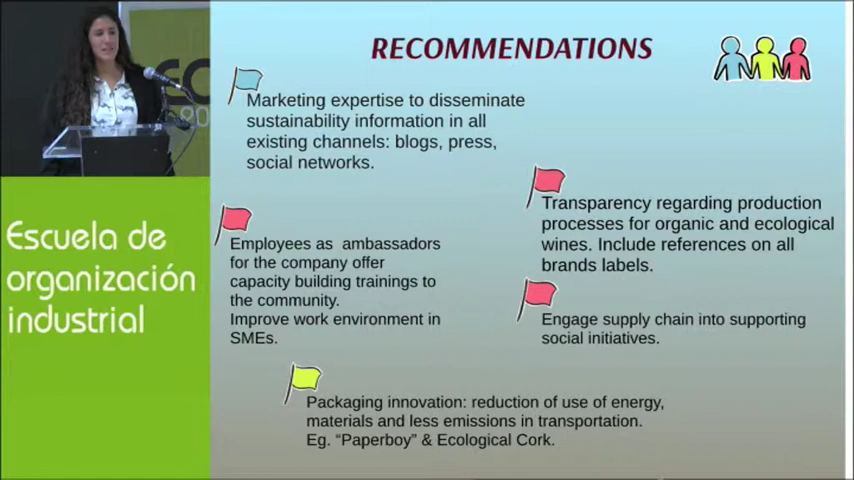 RECOMMENDATIONS
Marketing expertise to disseminate
sustainability information in all
existing channels: blogs, press,
social networks.
Transparency regarding production
processes for organic and ecological
wines. Include references on all
brands labels.
Employees as ambassadors
for the company offer
capacity building trainings to
the community.
Improve work environment in
SMEs.
Engage supply chain into supporting
social initiatives.
Packaging innovation: reduction of use of energy,
materials and less emissions in transportation.
Eg. “Paperboy” & Ecological Cork.
Escuela de
organización
industrial